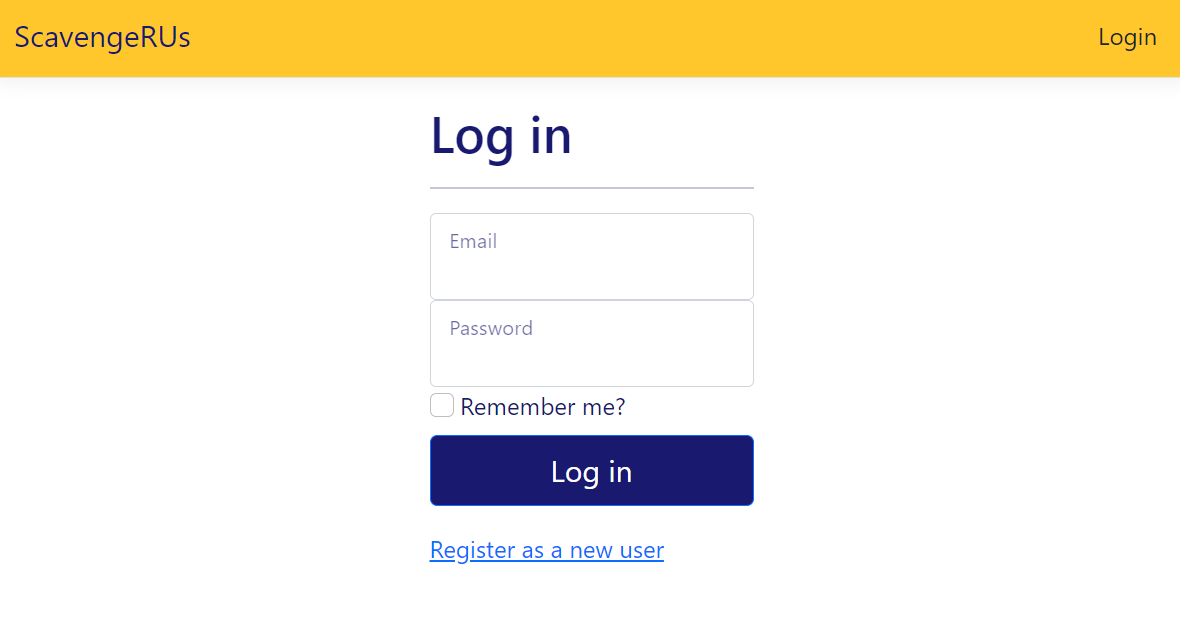 ScavengeRUs
Login
Log in
Email
Password
Remember me?
Log in
Register as a new user